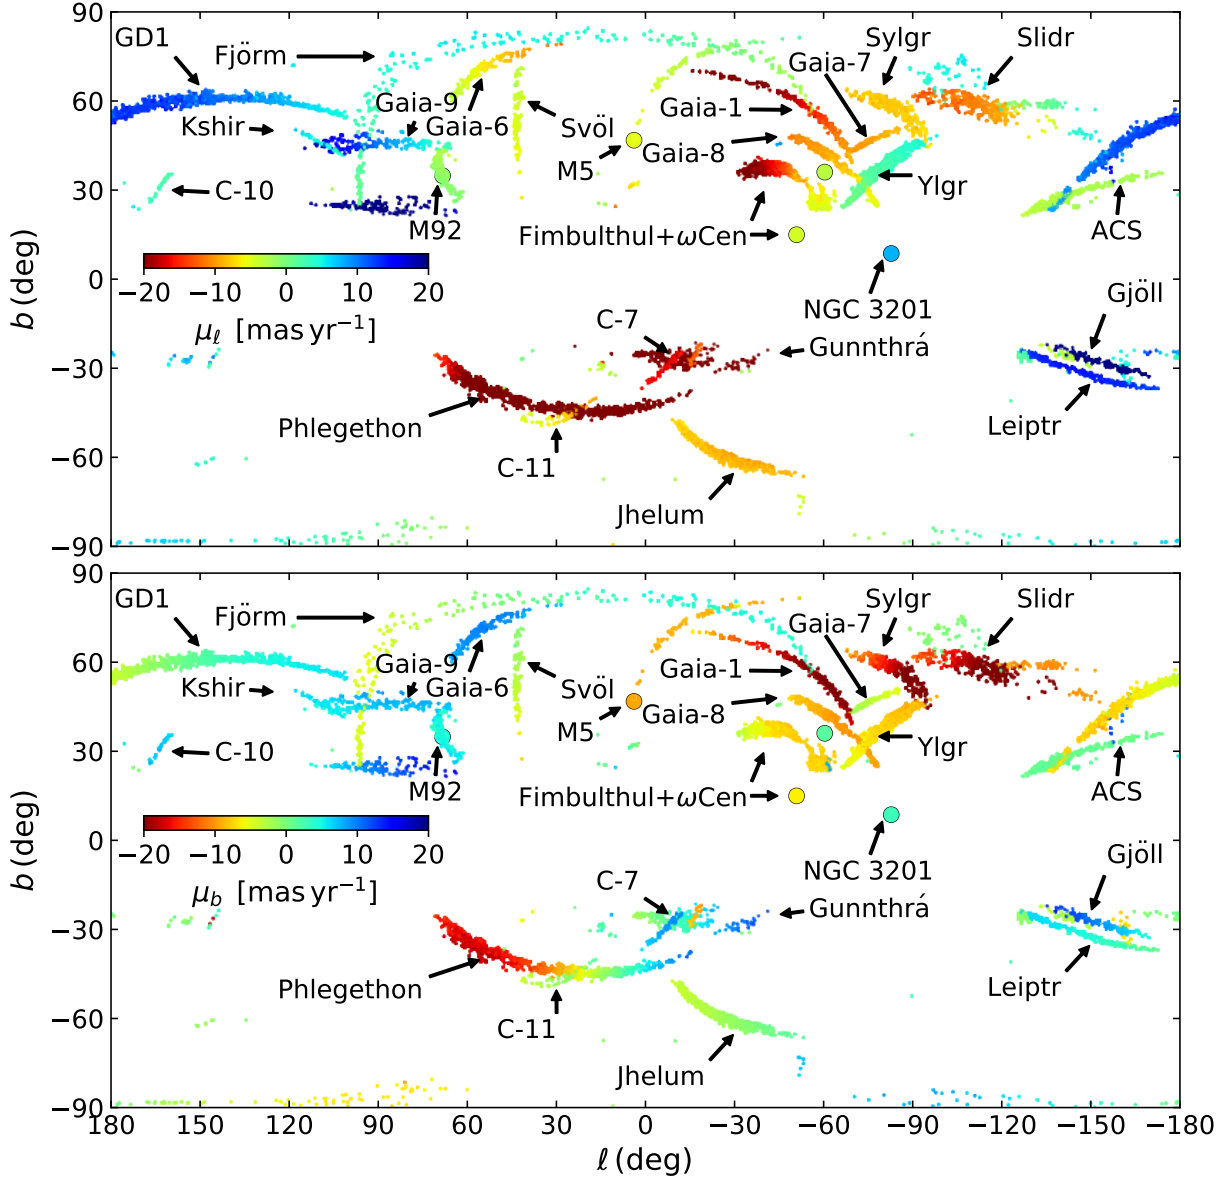 90
60
30
0
−30
−60
−90
b (deg)
GD1
Fjörm
Kshir
Gaia-9
Gaia-6
C-10
M92
Svöl
M5
Gaia-7
Sylgr
Slidr
Gaia-1
Gaia-8
Ylgr
ACS
Fimbulthul+ωCen
NGC 3201
−20 −10 0 10 20
μℓ [mas yr⁻¹]
C-7
Gunnthrá
Gjöll
Phlegethon
C-11
Jhelum
Leiptr
90
60
30
0
−30
−60
−90
b (deg)
GD1
Fjörm
Kshir
Gaia-9
Gaia-6
C-10
M92
Svöl
M5
Gaia-7
Sylgr
Slidr
Gaia-1
Gaia-8
Ylgr
ACS
Fimbulthul+ωCen
NGC 3201
−20 −10 0 10 20
μb [mas yr⁻¹]
C-7
Gunnthrá
Gjöll
Phlegethon
C-11
Jhelum
Leiptr
180 150 120 90 60 30 0 −30 −60 −90 −120 −150 −180
ℓ (deg)